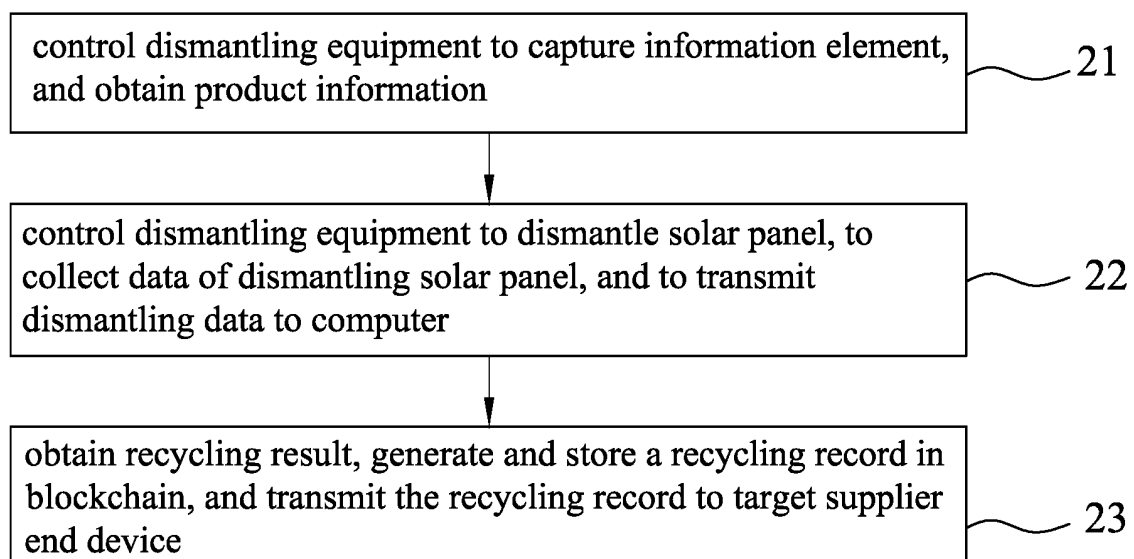 control dismantling equipment to capture information element,
and obtain product information
21
control dismantling equipment to dismantle solar panel, to
collect data of dismantling solar panel, and to transmit
dismantling data to computer
22
obtain recycling result, generate and store a recycling record in
blockchain, and transmit the recycling record to target supplier
end device
23